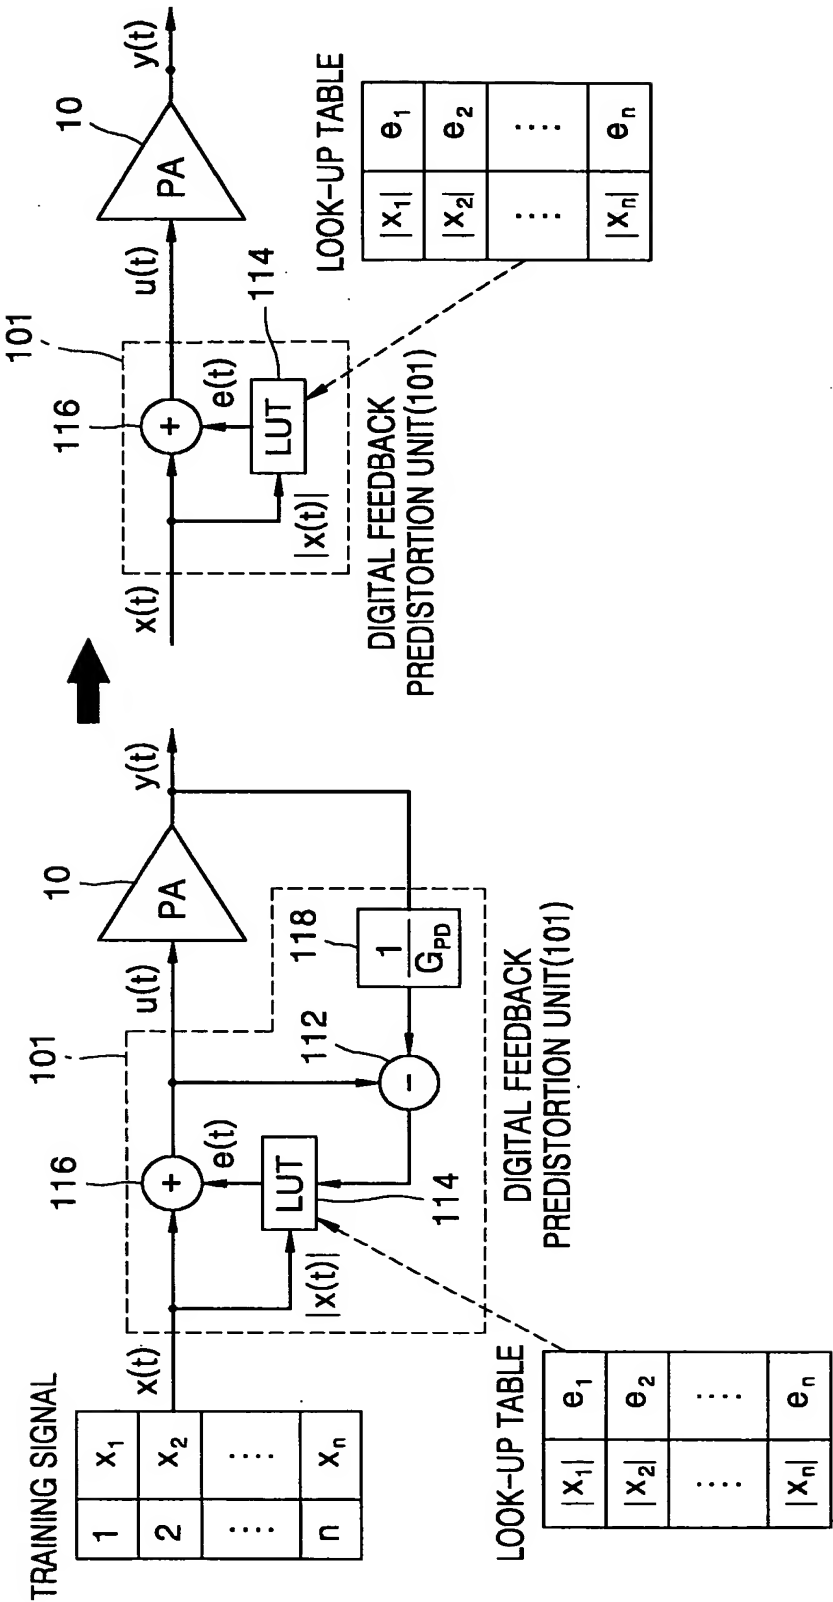 TRAINING SIGNAL
1 x1
2 x2
.... ....
n xn
x(t)
101
116
+
u(t)
10
PA
y(t)
e(t)
LUT
|x(t)|
114
112
-
118
1
GPD
DIGITAL FEEDBACK
PREDISTORTION UNIT(101)
LOOK-UP TABLE
|x1| e1
|x2| e2
.... ....
|xn| en
x(t)
101
116
+
u(t)
10
PA
y(t)
e(t)
LUT
|x(t)|
114
DIGITAL FEEDBACK
PREDISTORTION UNIT(101)
LOOK-UP TABLE
|x1| e1
|x2| e2
.... ....
|xn| en